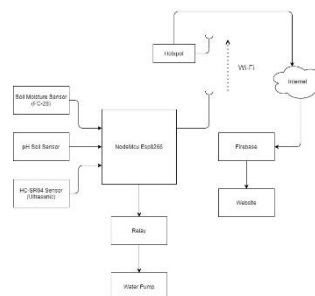 Hotspot
Wi-Fi
Internet
Soil Moisture Sensor
(FC-28)
pH Soil Sensor
NodeMcu Esp8266
Firebase
HC-SR04 Sensor
(Ultrasonic)
Website
Relay
Water Pump